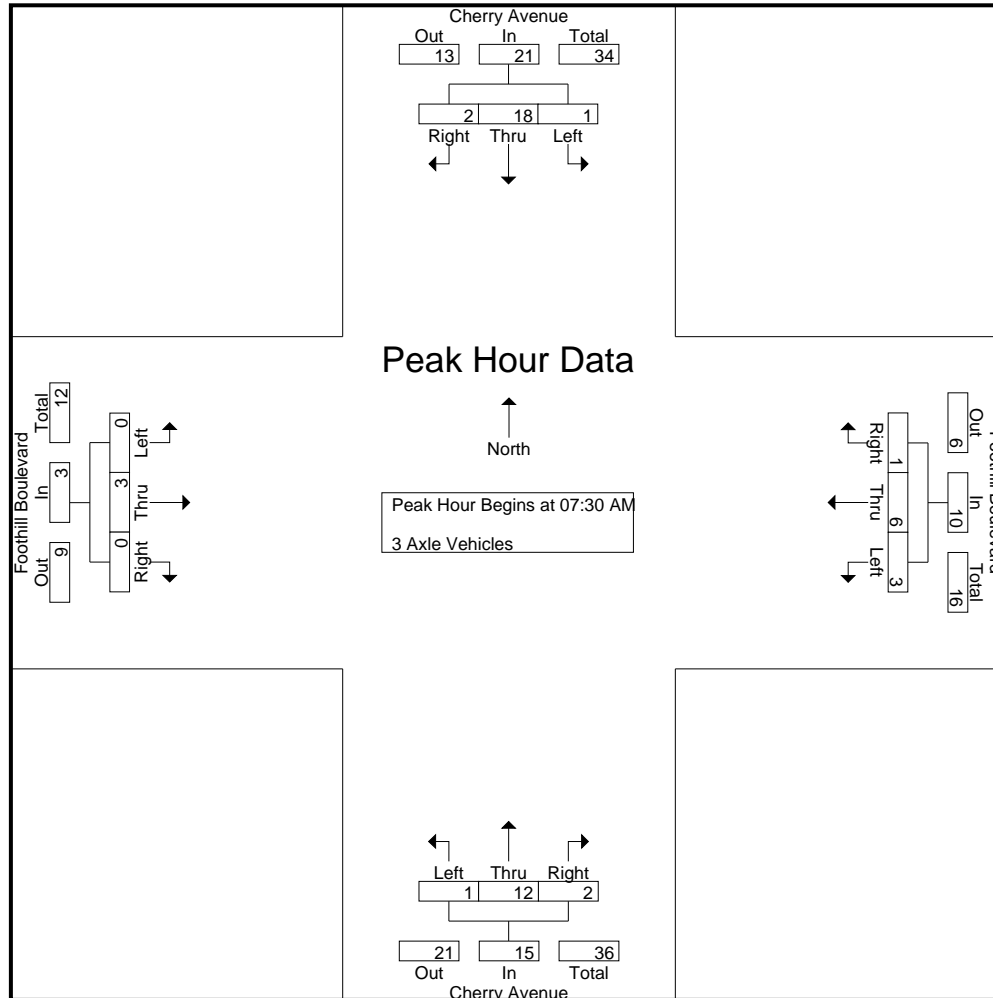 Cherry Avenue
Out In Total
13 21 34
2 18 1
Right Thru Left
Peak Hour Data
North
Peak Hour Begins at 07:30 AM
3 Axle Vehicles
Foothill Boulevard
Total In Out
12 3 9
0 3 0
Left Thru Right
Right Thru Left
1 6 3
6 10 16
Out In Total
Left Thru Right
1 12 2
21 15 36
Out In Total
Cherry Avenue